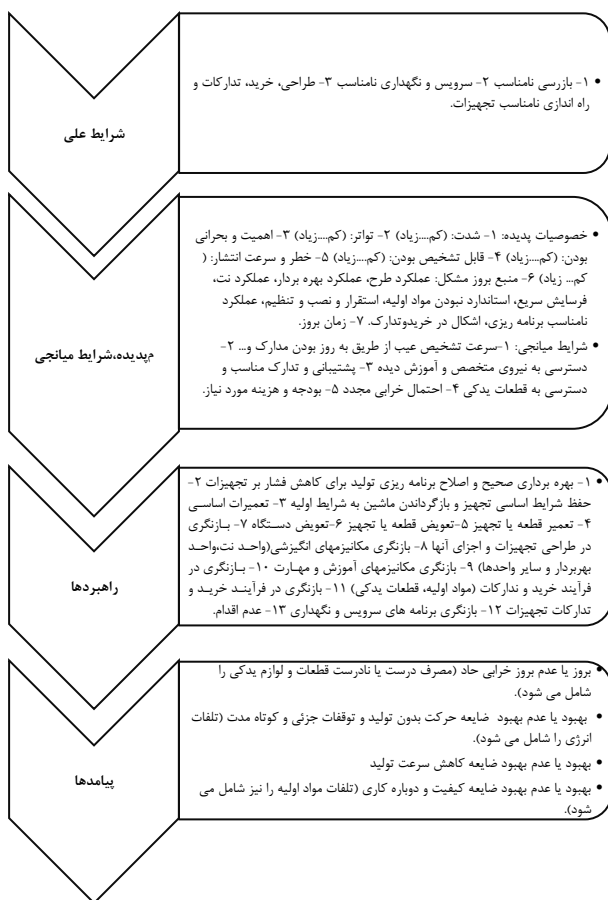 • ۱- بازرسی نامناسب ۲- سرویس و نگهداری نامناسب ۳- طراحی، خرید، تدارکات و
راه اندازی نامناسب تجهیزات.
شرایط علی
• خصوصیات پدیده: ۱- شدت: (کم....زیاد) ۲- تواتر: (کم....زیاد) ۳- اهمیت و بحرانی
بودن: (کم....زیاد) ۴- قابل تشخیص بودن: (کم....زیاد) ۵- خطر و سرعت انتشار: (
کم... زیاد) ۶- منبع بروز مشکل: عملکرد طرح، عملکرد بهره بردار، عملکرد نت،
فرسایش سریع، استاندارد نبودن مواد اولیه، استقرار و نصب و تنظیم، عملکرد
نامناسب برنامه ریزی، اشکال در خریدوتدارک. ۷- زمان بروز.
• شرایط میانجی: ۱-سرعت تشخیص عیب از طریق به روز بودن مدارک و... ۲-
دسترسی به نیروی متخصص و آموزش دیده ۳- پشتیبانی و تدارک مناسب و
دسترسی به قطعات یدکی ۴- احتمال خرابی مجدد ۵- بودجه و هزینه مورد نیاز.
مپدیده،شرایط میانجی
• ۱- بهره برداری صحیح و اصلاح برنامه ریزی تولید برای کاهش فشار بر تجهیزات ۲-
حفظ شرایط اساسی تجهیز و بازگرداندن ماشین به شرایط اولیه ۳- تعمیرات اساسی
۴- تعمیر قطعه یا تجهیز ۵-تعویض قطعه یا تجهیز ۶-تعویض دستگاه ۷- بازنگری
در طراحی تجهیزات و اجزای آنها ۸- بازنگری مکانیزمهای انگیزشی(واحد نت،واحد
بهربردار و سایر واحدها) ۹- بازنگری مکانیزمهای آموزش و مهارت ۱۰- بازنگری در
فرآیند خرید و ندارکات (مواد اولیه، قطعات یدکی) ۱۱- بازنگری در فرآیند خرید و
تدارکات تجهیزات ۱۲- بازنگری برنامه های سرویس و نگهداری ۱۳- عدم اقدام.
راهبردها
• بروز یا عدم بروز خرابی حاد (مصرف درست یا نادرست قطعات و لوازم یدکی را
شامل می شود).
• بهبود یا عدم بهبود ضایعه حرکت بدون تولید و توقفات جزئی و کوتاه مدت (تلفات
انرژی را شامل می شود).
• بهبود یا عدم بهبود ضایعه کاهش سرعت تولید
• بهبود یا عدم بهبود ضایعه کیفیت و دوباره کاری (تلفات مواد اولیه را نیز شامل می
شود).
پیامدها